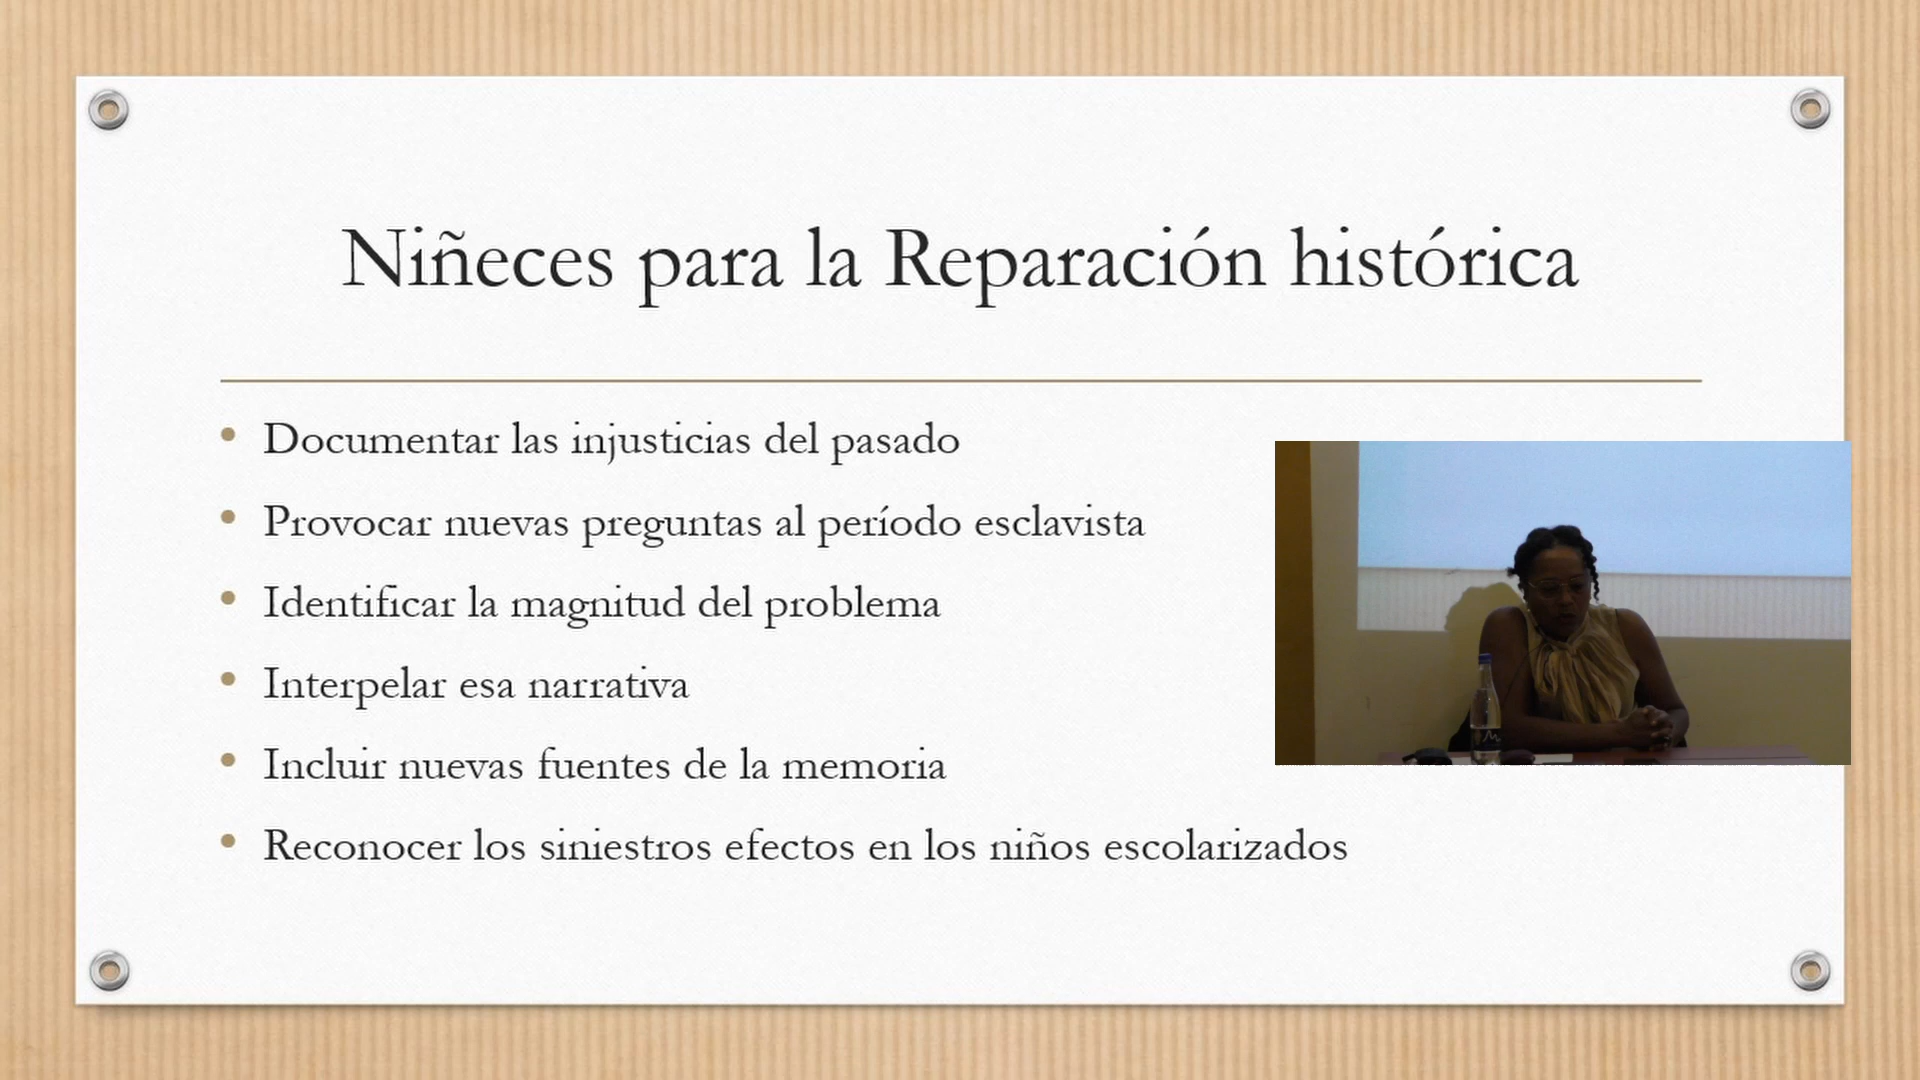 Niñeces para la Reparación histórica
Documentar las injusticias del pasado
Provocar nuevas preguntas al período esclavista
Identificar la magnitud del problema
Interpelar esa narrativa
Incluir nuevas fuentes de la memoria
Reconocer los siniestros efectos en los niños escolarizados